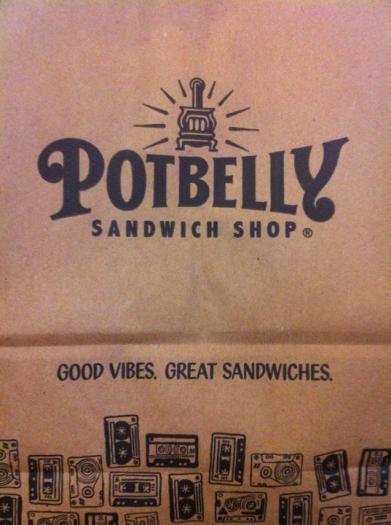 POTBELLY
SANDWICH SHOP®
GOOD VIBES. GREAT SANDWICHES.